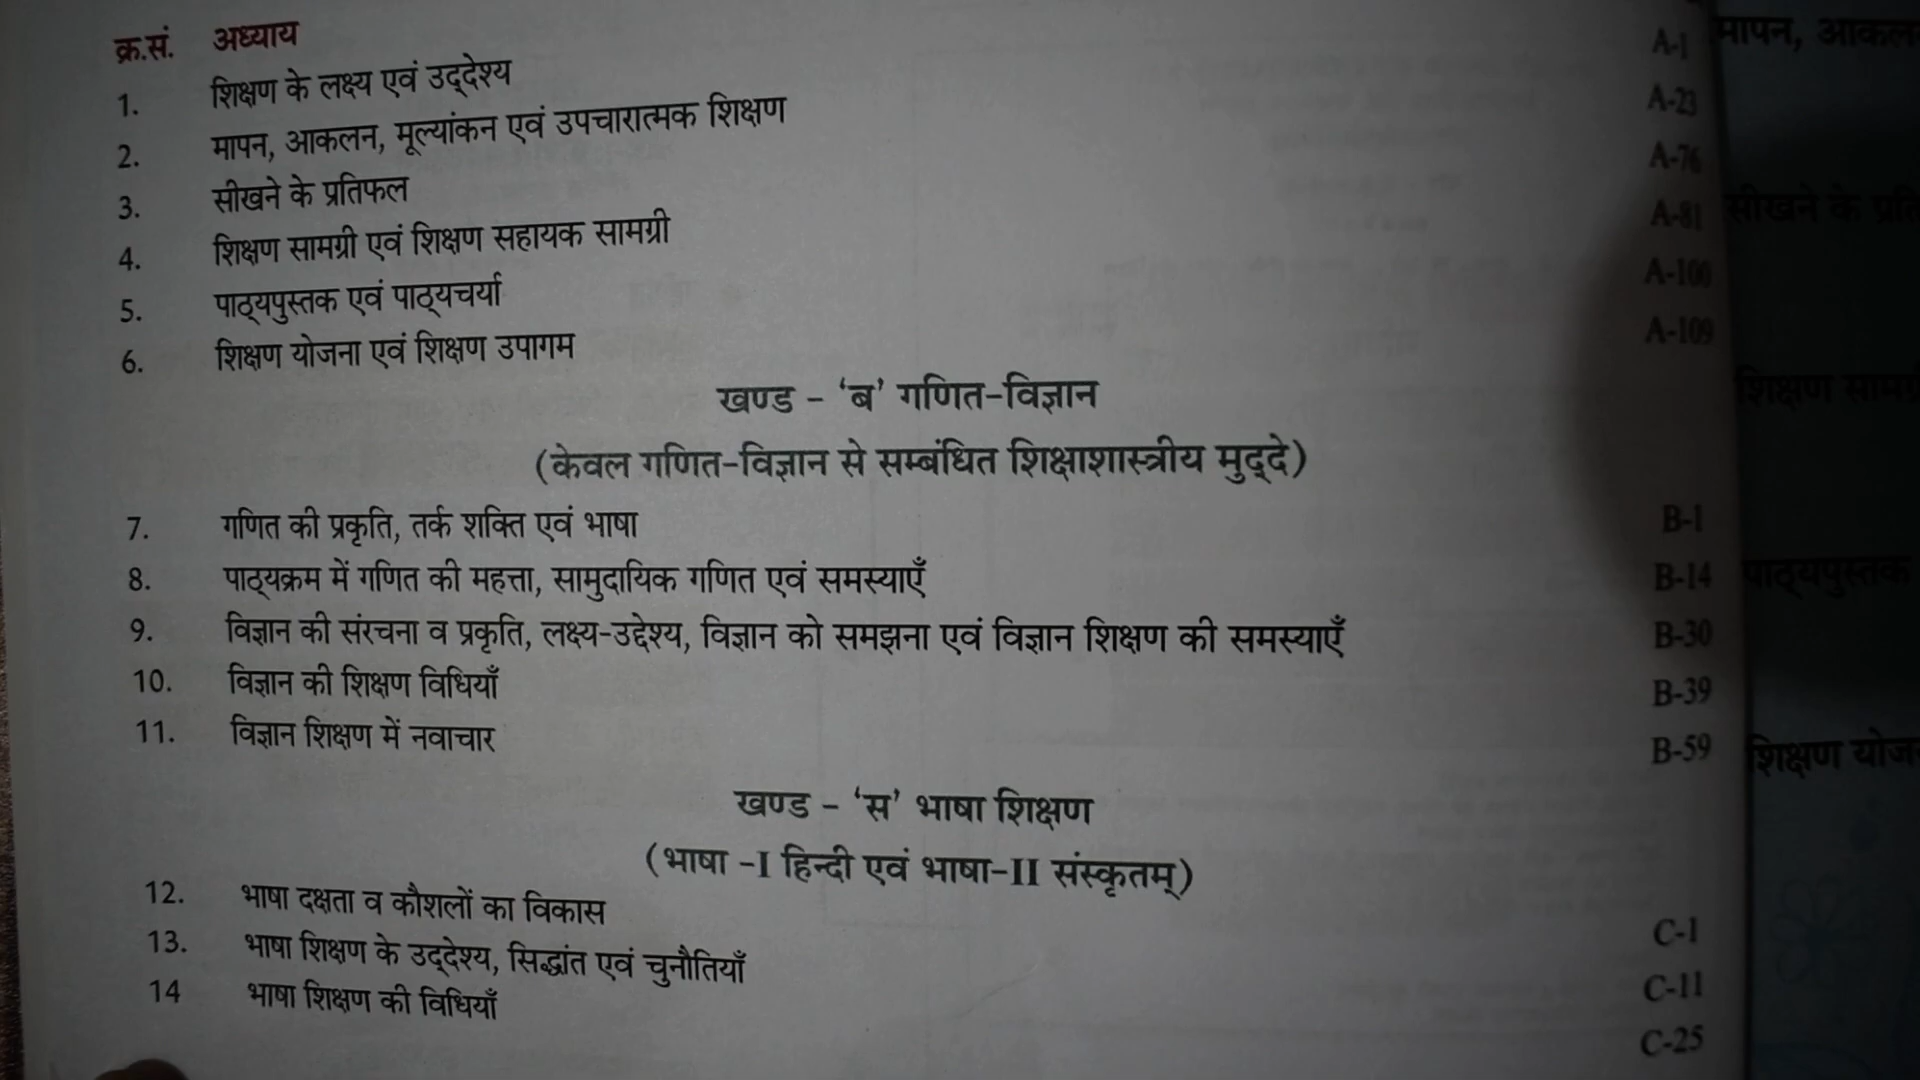 क्र.सं. अध्याय
1. शिक्षण के लक्ष्य एवं उद्देश्य A-1
2. मापन, आकलन, मूल्यांकन एवं उपचारात्मक शिक्षण A-23
3. सीखने के प्रतिफल A-76
4. शिक्षण सामग्री एवं शिक्षण सहायक सामग्री A-81
5. पाठ्यपुस्तक एवं पाठ्यचर्या A-100
6. शिक्षण योजना एवं शिक्षण उपागम A-109
खण्ड - ‘ब’ गणित-विज्ञान
(केवल गणित-विज्ञान से सम्बंधित शिक्षाशास्त्रीय मुद्दे)
7. गणित की प्रकृति, तर्क शक्ति एवं भाषा B-1
8. पाठ्यक्रम में गणित की महत्ता, सामुदायिक गणित एवं समस्याएँ B-14
9. विज्ञान की संरचना व प्रकृति, लक्ष्य-उद्देश्य, विज्ञान को समझना एवं विज्ञान शिक्षण की समस्याएँ B-30
10. विज्ञान की शिक्षण विधियाँ B-39
11. विज्ञान शिक्षण में नवाचार B-59
खण्ड - ‘स’ भाषा शिक्षण
(भाषा -I हिन्दी एवं भाषा-II संस्कृतम्)
12. भाषा दक्षता व कौशलों का विकास C-1
13. भाषा शिक्षण के उद्देश्य, सिद्धांत एवं चुनौतियाँ C-11
14 भाषा शिक्षण की विधियाँ C-25
मापन,
सीखने के
शिक्षण
पाठ्यपुस्तक
शिक्षण